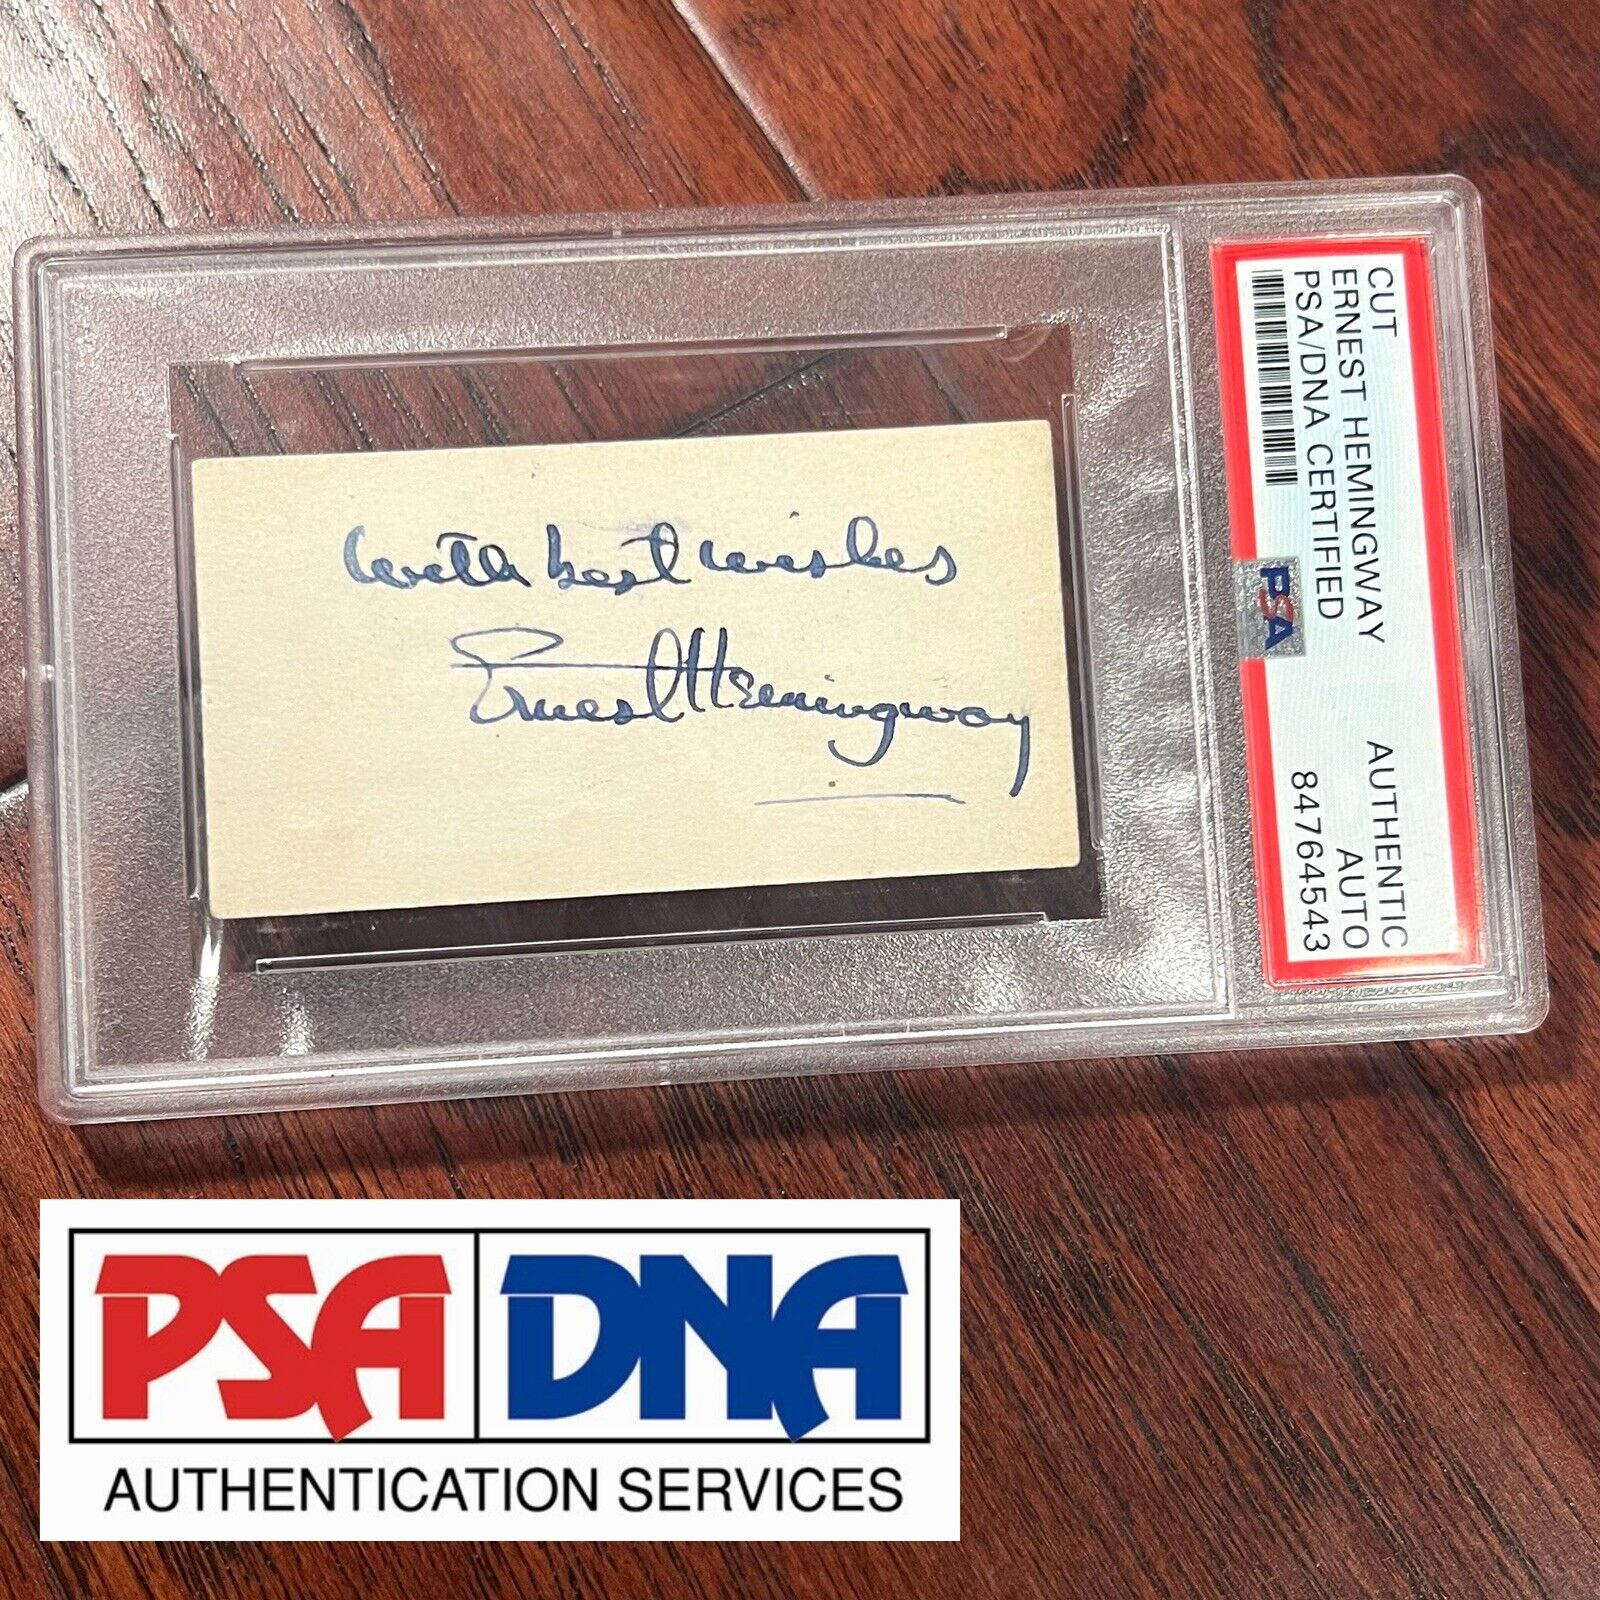 with best wishes
Ernest Hemingway
CUT
ERNEST HEMINGWAY
PSA/DNA CERTIFIED
PSA
AUTHENTIC
AUTO
84764543
PSA DNA
AUTHENTICATION SERVICES